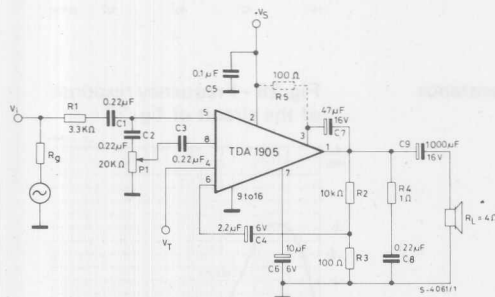 +Vs
0.1µF
C5
100Ω
R5
47µF
16V
C7
Vi
R1
3.3KΩ
0.22µF
C1
C2
0.22µF
20KΩ
P1
C3
0.22µF
Rg
VT
5
2
8
4
6
3
1
7
9 to 16
TDA 1905
C9
1000µF
16V
10kΩ
R2
R4
1Ω
2.2µF
6V
C4
10µF
C6
6V
100Ω
R3
0.22µF
C8
RL = 4Ω
S-4061/1